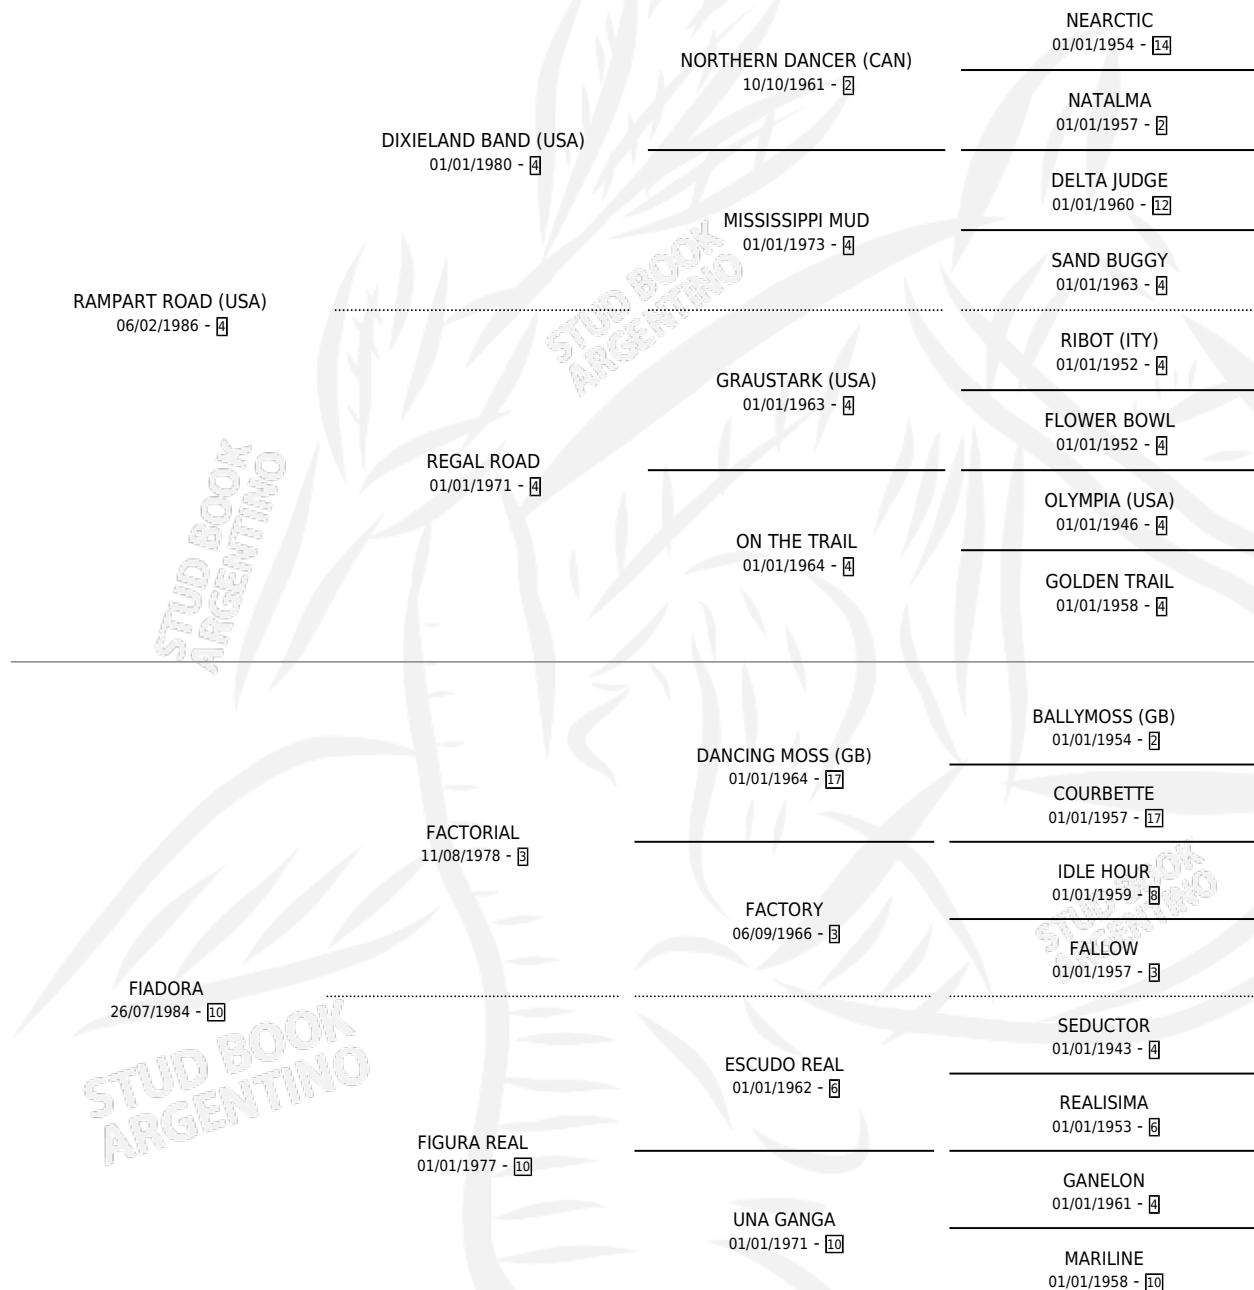 NEARCTIC
01/01/1954 - 14
NORTHERN DANCER (CAN)
10/10/1961 - 2
NATALMA
01/01/1957 - 2
DIXIELAND BAND (USA)
01/01/1980 - 4
DELTA JUDGE
01/01/1960 - 12
MISSISSIPPI MUD
01/01/1973 - 4
SAND BUGGY
01/01/1963 - 4
RAMPART ROAD (USA)
06/02/1986 - 4
RIBOT (ITY)
01/01/1952 - 4
GRAUSTARK (USA)
01/01/1963 - 4
FLOWER BOWL
01/01/1952 - 4
REGAL ROAD
01/01/1971 - 4
OLYMPIA (USA)
01/01/1946 - 4
ON THE TRAIL
01/01/1964 - 4
GOLDEN TRAIL
01/01/1958 - 4
BALLYMOSS (GB)
01/01/1954 - 2
DANCING MOSS (GB)
01/01/1964 - 17
COURBETTE
01/01/1957 - 17
FACTORIAL
11/08/1978 - 3
IDLE HOUR
01/01/1959 - 8
FACTORY
06/09/1966 - 3
FALLOW
01/01/1957 - 3
FIADORA
26/07/1984 - 10
SEDUCTOR
01/01/1943 - 4
ESCUDO REAL
01/01/1962 - 6
REALISIMA
01/01/1953 - 6
FIGURA REAL
01/01/1977 - 10
GANELON
01/01/1961 - 4
UNA GANGA
01/01/1971 - 10
MARILINE
01/01/1958 - 10
STUD BOOK
ARGENTINO
STUD BOOK
ARGENTINO
STUD BOOK
ARGENTINO
STUD BOOK
ARGENTINO